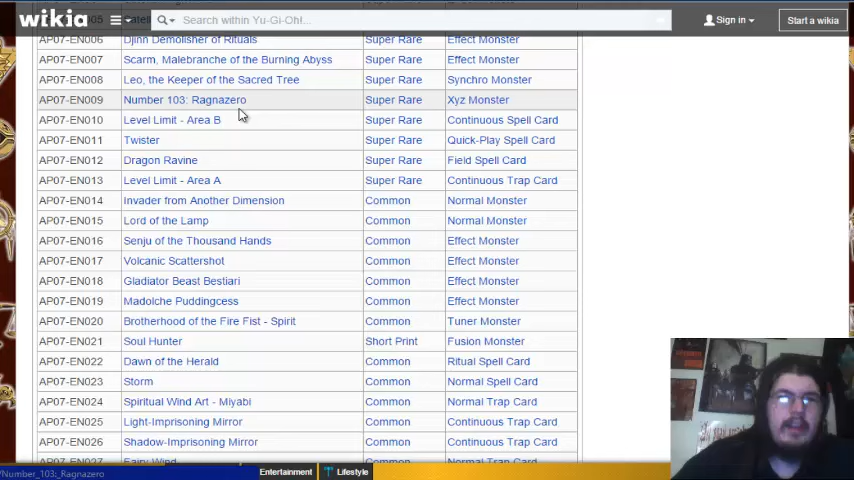 wikia
Search within Yu-Gi-Oh!...
Sign in
Start a wikia
AP07-EN006 Djinn Demolisher of Rituals Super Rare Effect Monster
AP07-EN007 Scarm, Malebranche of the Burning Abyss Super Rare Effect Monster
AP07-EN008 Leo, the Keeper of the Sacred Tree Super Rare Synchro Monster
AP07-EN009 Number 103: Ragnazero Super Rare Xyz Monster
AP07-EN010 Level Limit - Area B Super Rare Continuous Spell Card
AP07-EN011 Twister Super Rare Quick-Play Spell Card
AP07-EN012 Dragon Ravine Super Rare Field Spell Card
AP07-EN013 Level Limit - Area A Super Rare Continuous Trap Card
AP07-EN014 Invader from Another Dimension Common Normal Monster
AP07-EN015 Lord of the Lamp Common Normal Monster
AP07-EN016 Senju of the Thousand Hands Common Effect Monster
AP07-EN017 Volcanic Scattershot Common Effect Monster
AP07-EN018 Gladiator Beast Bestiari Common Effect Monster
AP07-EN019 Madolche Puddingcess Common Effect Monster
AP07-EN020 Brotherhood of the Fire Fist - Spirit Common Tuner Monster
AP07-EN021 Soul Hunter Short Print Fusion Monster
AP07-EN022 Dawn of the Herald Common Ritual Spell Card
AP07-EN023 Storm Common Normal Spell Card
AP07-EN024 Spiritual Wind Art - Miyabi Common Normal Trap Card
AP07-EN025 Light-Imprisoning Mirror Common Continuous Trap Card
AP07-EN026 Shadow-Imprisoning Mirror Common Continuous Trap Card
AP07-EN027 Fairy Wind Common Normal Trap Card
/Number_103:_Ragnazero
Entertainment
Lifestyle